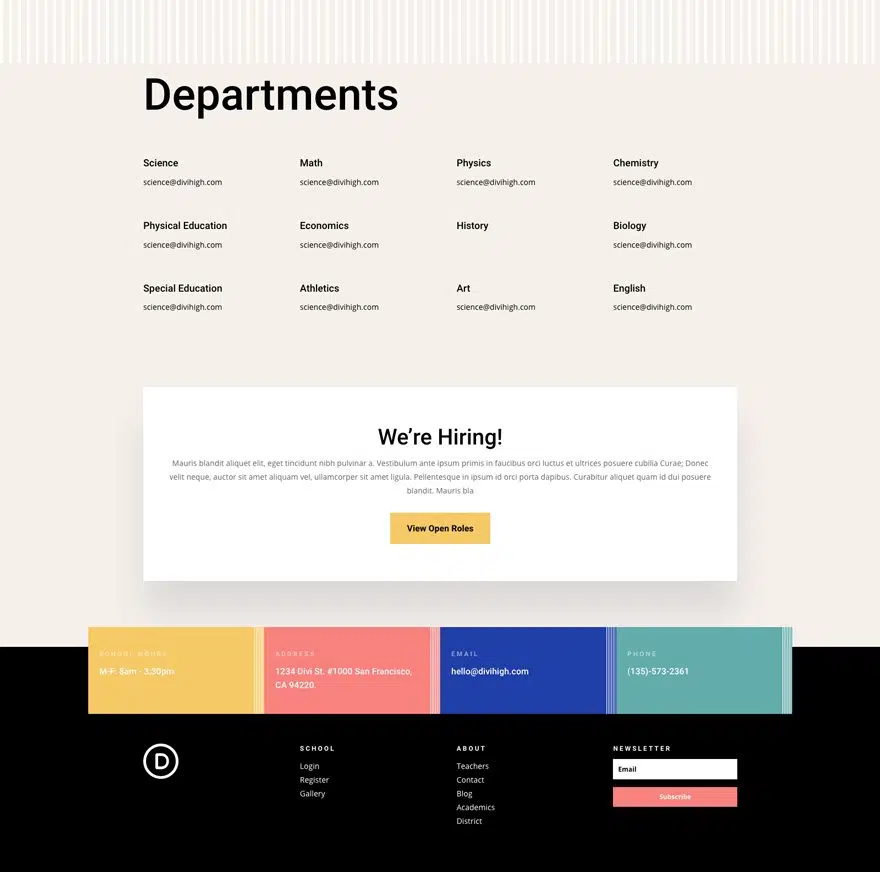 Departments
Science
Math
Physics
Chemistry
science@divihigh.com
science@divihigh.com
science@divihigh.com
science@divihigh.com
Physical Education
Economics
History
Biology
science@divihigh.com
science@divihigh.com
science@divihigh.com
Special Education
Athletics
Art
English
science@divihigh.com
science@divihigh.com
science@divihigh.com
science@divihigh.com
We’re Hiring!
Mauris blandit aliquet elit, eget tincidunt nibh pulvinar a. Vestibulum ante ipsum primis in faucibus orci luctus et ultrices posuere cubilia Curae; Donec
velit neque, auctor sit amet aliquam vel, ullamcorper sit amet ligula. Pellentesque in ipsum id orci porta dapibus. Curabitur aliquet quam id dui posuere
blandit. Mauris bla
View Open Roles
SCHOOL HOURS
M-F: 8am - 3:30pm
ADDRESS
1234 Divi St. #1000 San Francisco,
CA 94220.
EMAIL
hello@divihigh.com
PHONE
(135)-573-2361
D
SCHOOL
Login
Register
Gallery
ABOUT
Teachers
Contact
Blog
Academics
District
NEWSLETTER
Email
Subscribe